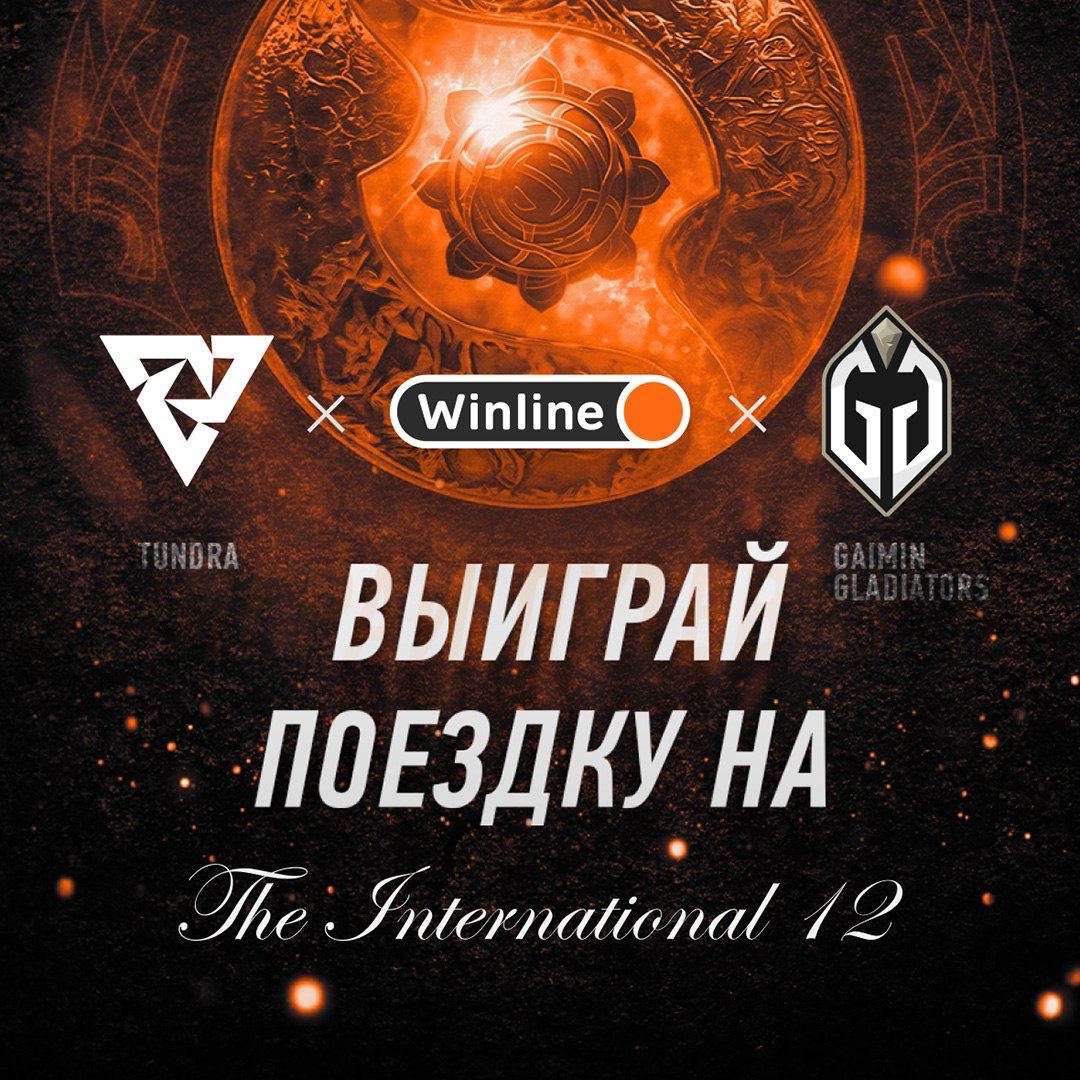 Winline
TUNDRA
GAIMIN
GLADIATORS
ВЫИГРАЙ
ПОЕЗДКУ НА
The International 12